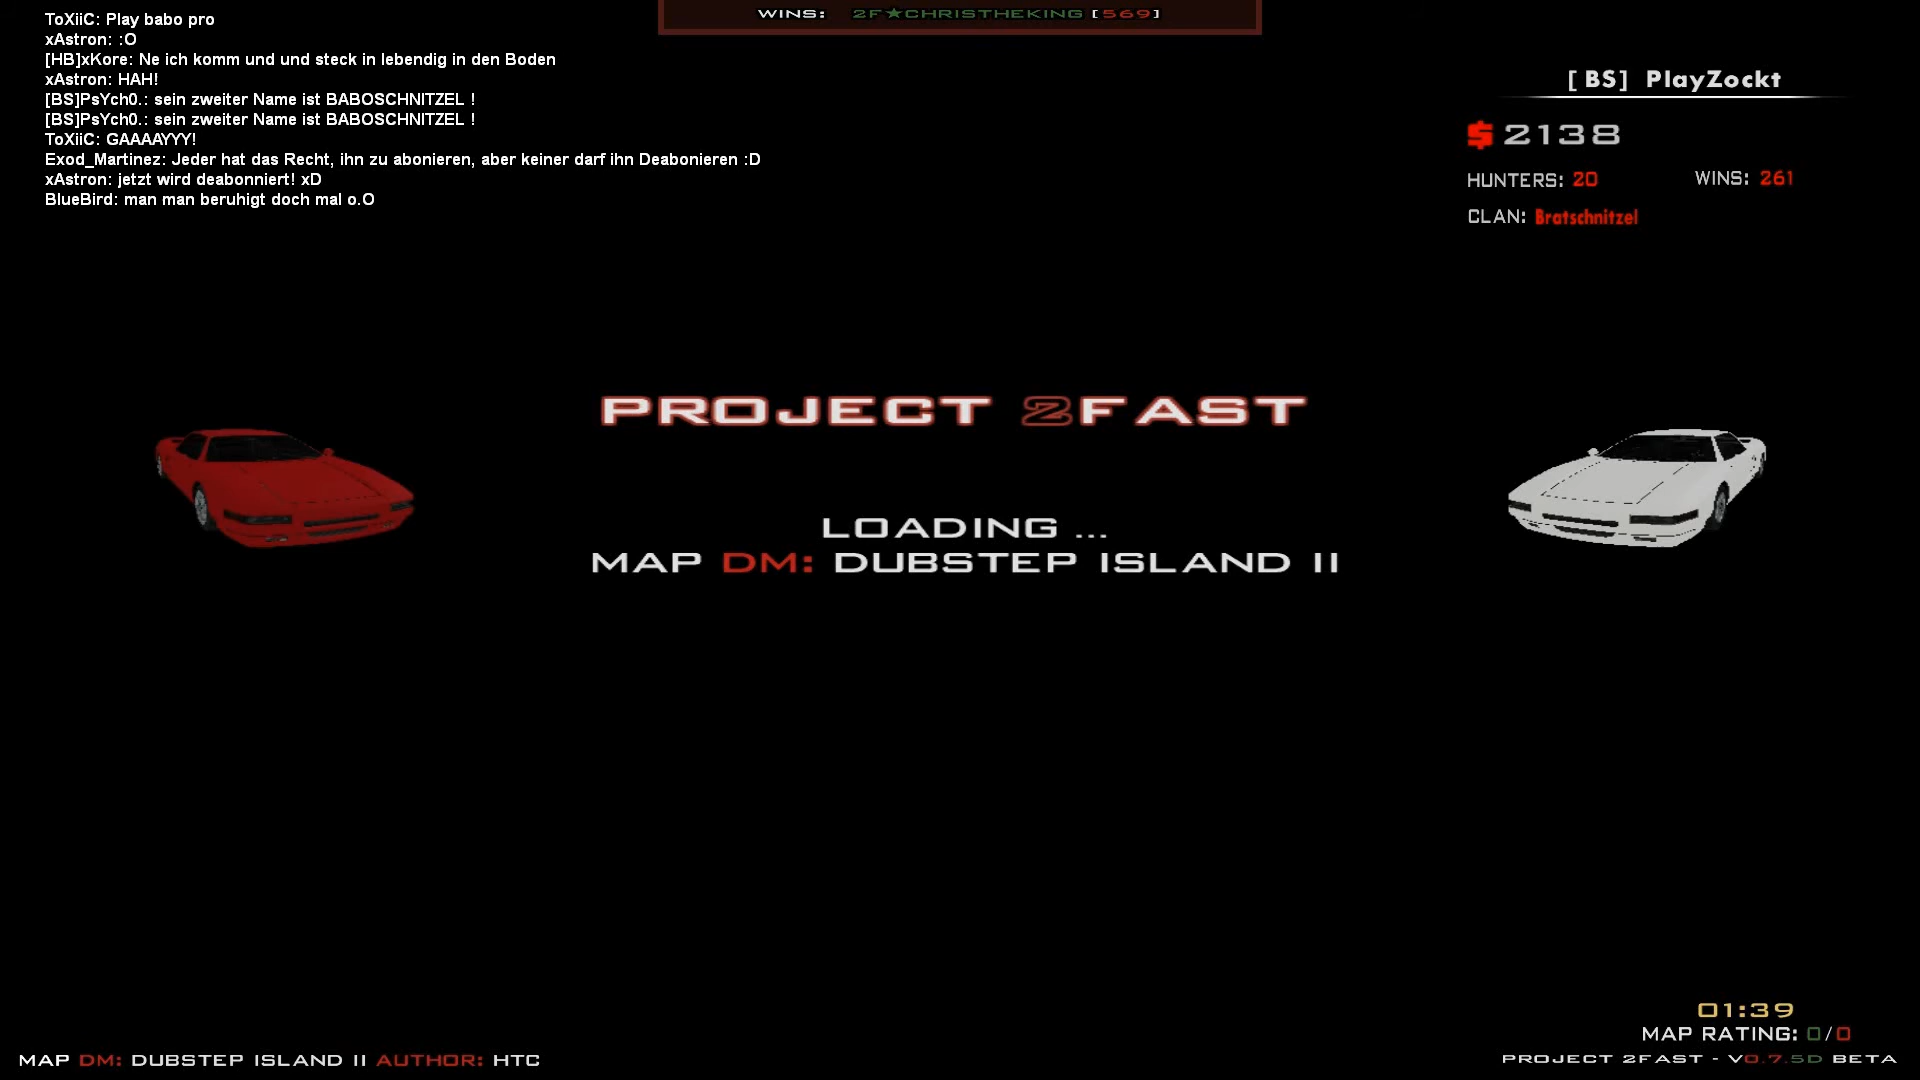 ToXiiC: Play babo pro
xAstron: :O
[HB]xKore: Ne ich komm und und steck in lebendig in den Boden
xAstron: HAH!
[BS]PsYch0.: sein zweiter Name ist BABOSCHNITZEL !
[BS]PsYch0.: sein zweiter Name ist BABOSCHNITZEL !
ToXiiC: GAAAAYYY!
Exod_Martinez: Jeder hat das Recht, ihn zu abonieren, aber keiner darf ihn Deabonieren :D
xAstron: jetzt wird deabonniert! xD
BlueBird: man man beruhigt doch mal o.O
WINS: 2F★CHRISTHEKING [569]
[BS] PlayZockt
$ 2138
HUNTERS: 20 WINS: 261
CLAN: Bratschnitzel
PROJECT 2FAST
LOADING ...
MAP DM: DUBSTEP ISLAND II
01:39
MAP RATING: 0/0
PROJECT 2FAST - V0.7.5D BETA
MAP DM: DUBSTEP ISLAND II AUTHOR: HTC